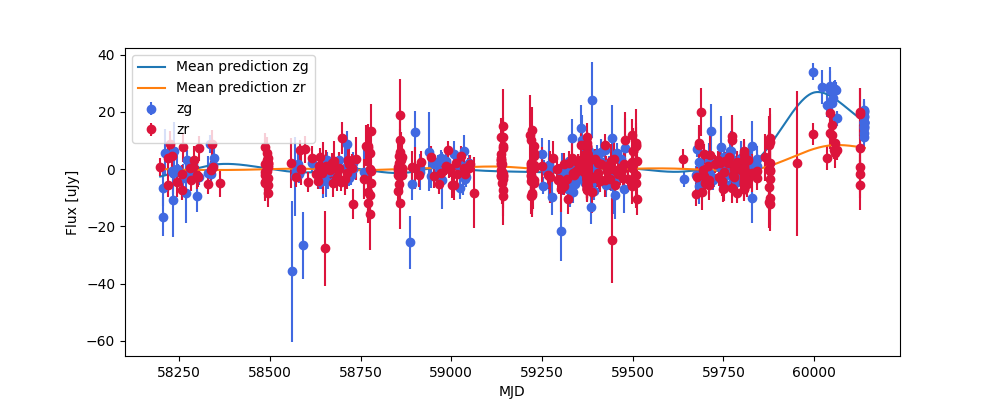 Mean prediction zg
Mean prediction zr
zg
zr
Flux [uJy]
40
20
0
−20
−40
−60
58250
58500
58750
59000
59250
59500
59750
60000
MJD